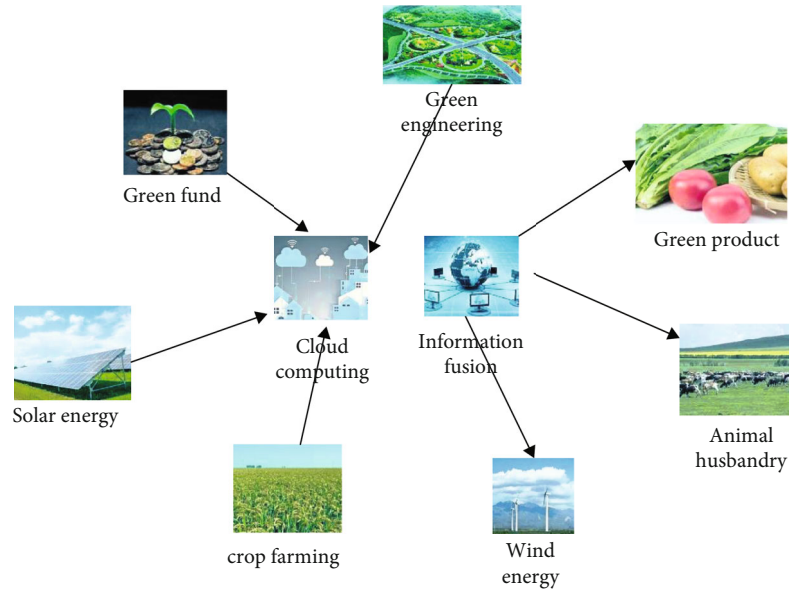 Green
engineering
Green fund
Green product
Cloud
computing
Information
fusion
Solar energy
Animal
husbandry
crop farming
Wind
energy